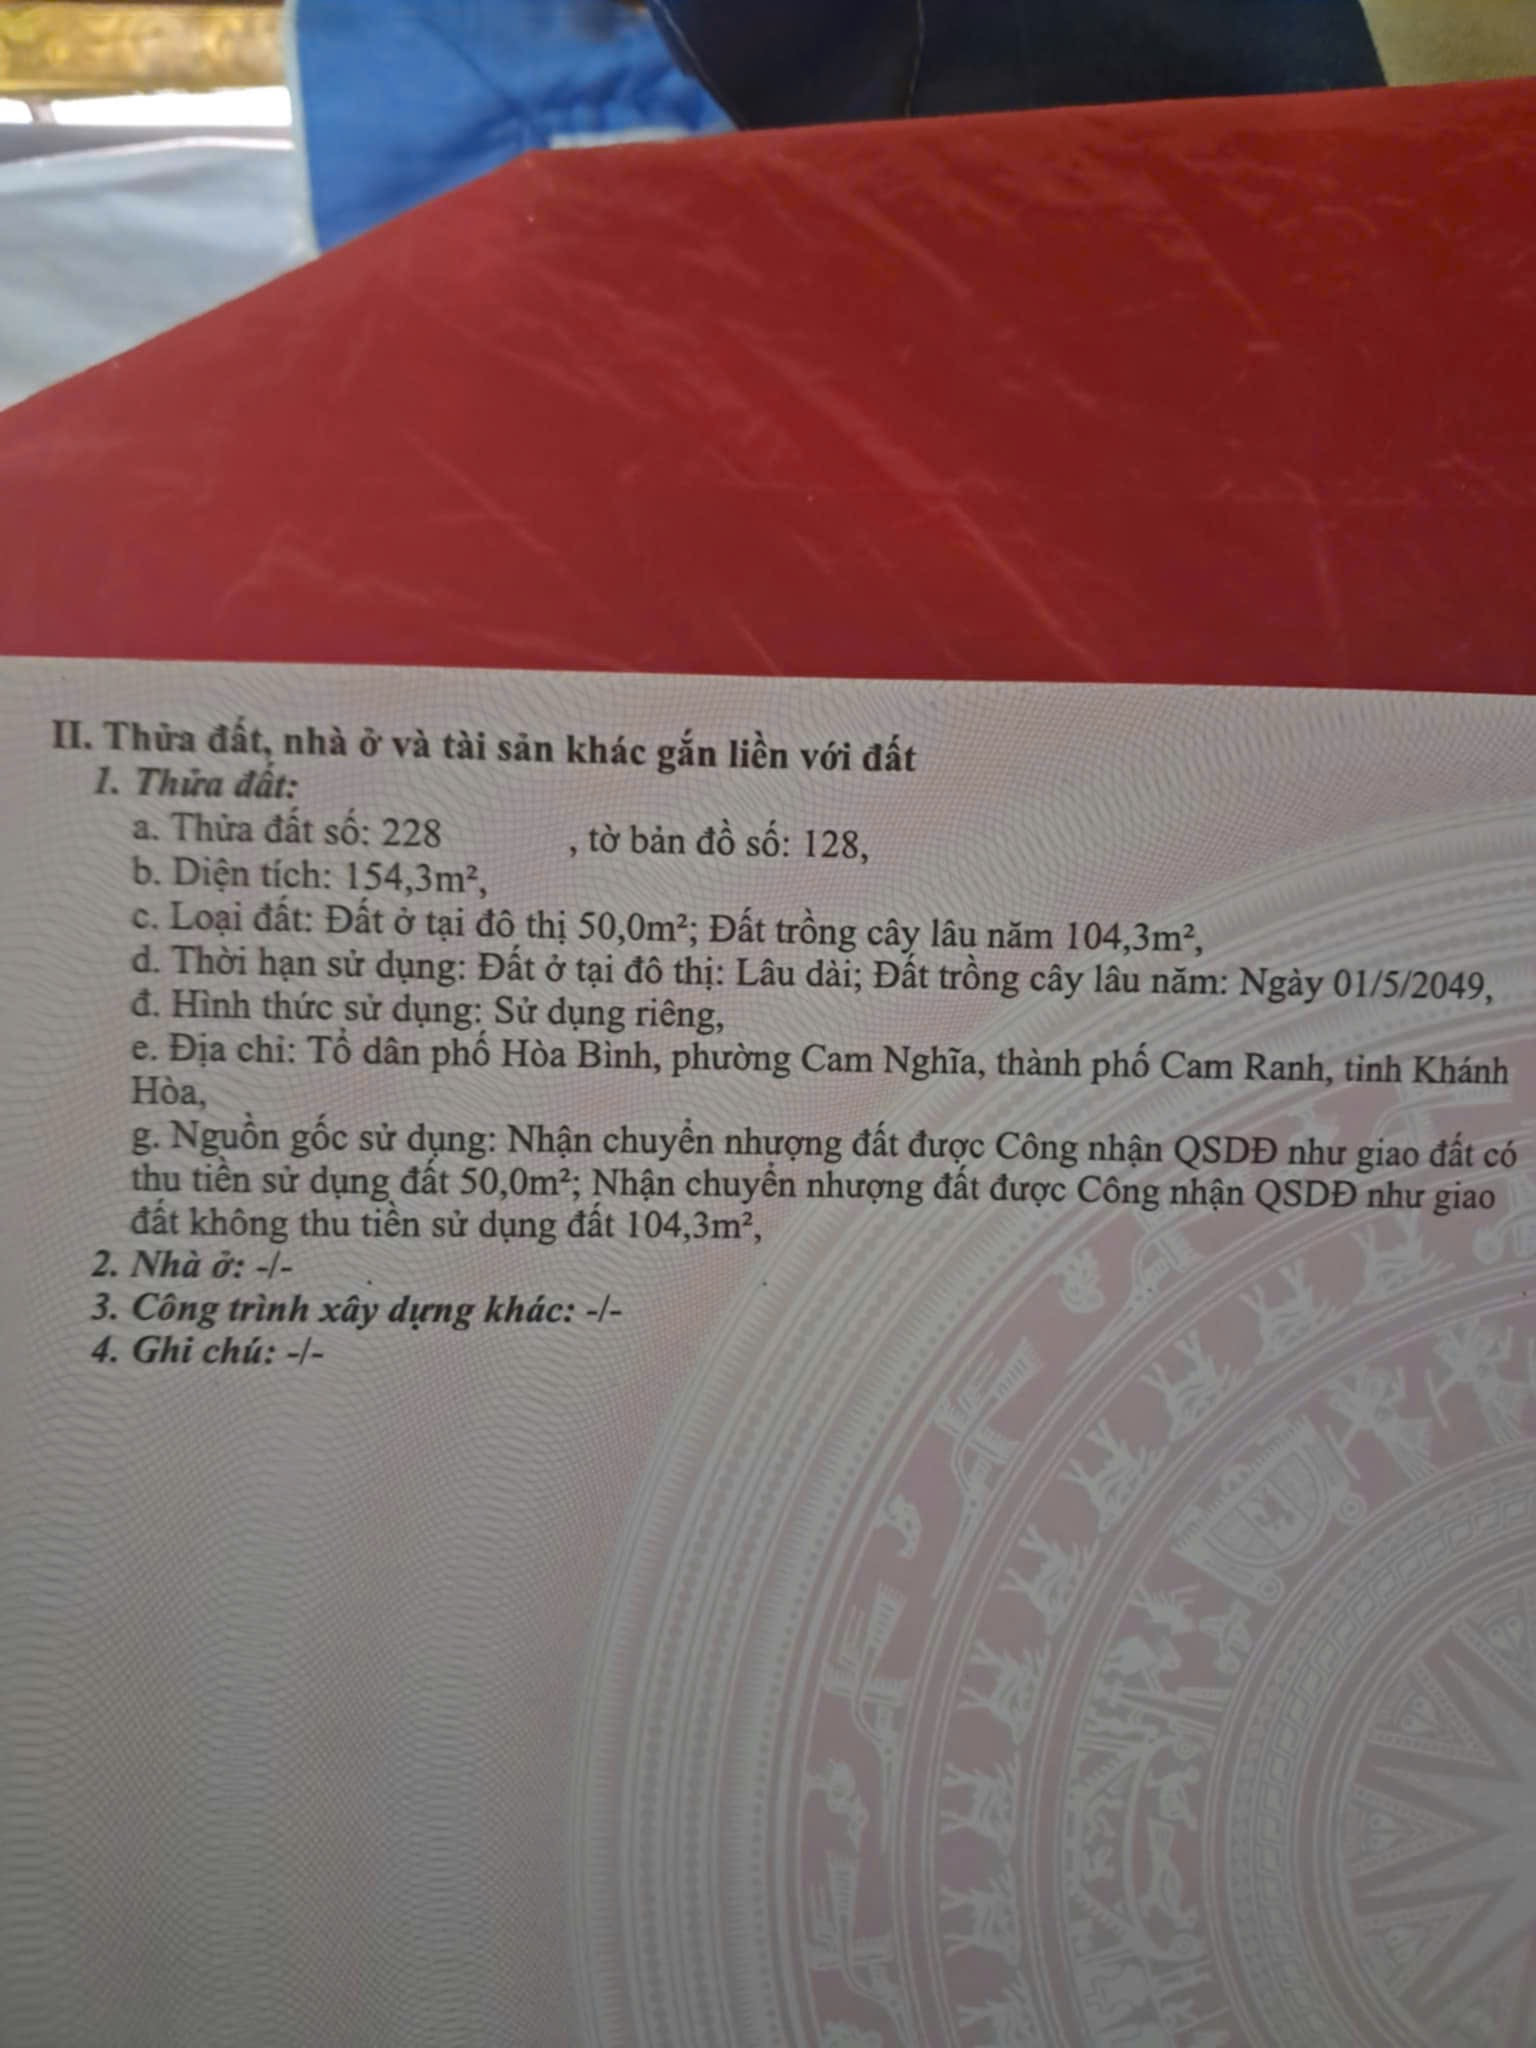 II. Thửa đất, nhà ở và tài sản khác gắn liền với đất
1. Thửa đất:
a. Thửa đất số: 228 , tờ bản đồ số: 128,
b. Diện tích: 154,3m²,
c. Loại đất: Đất ở tại đô thị 50,0m²; Đất trồng cây lâu năm 104,3m²,
d. Thời hạn sử dụng: Đất ở tại đô thị: Lâu dài; Đất trồng cây lâu năm: Ngày 01/5/2049,
đ. Hình thức sử dụng: Sử dụng riêng,
e. Địa chỉ: Tổ dân phố Hòa Bình, phường Cam Nghĩa, thành phố Cam Ranh, tỉnh Khánh
Hòa,
g. Nguồn gốc sử dụng: Nhận chuyển nhượng đất được Công nhận QSDĐ như giao đất có
thu tiền sử dụng đất 50,0m²; Nhận chuyển nhượng đất được Công nhận QSDĐ như giao
đất không thu tiền sử dụng đất 104,3m²,
2. Nhà ở: -/-
3. Công trình xây dựng khác: -/-
4. Ghi chú: -/-